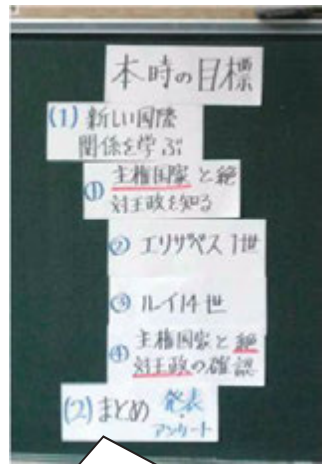 本時の目標
(1) 新しい国際
関係を学ぶ
① 主権国家と絶
対王政を知る
② エリザベス1世
③ ルイ14世
④ 主権国家と絶
対王政の確認
(2) まとめ 発表
・
アンケート